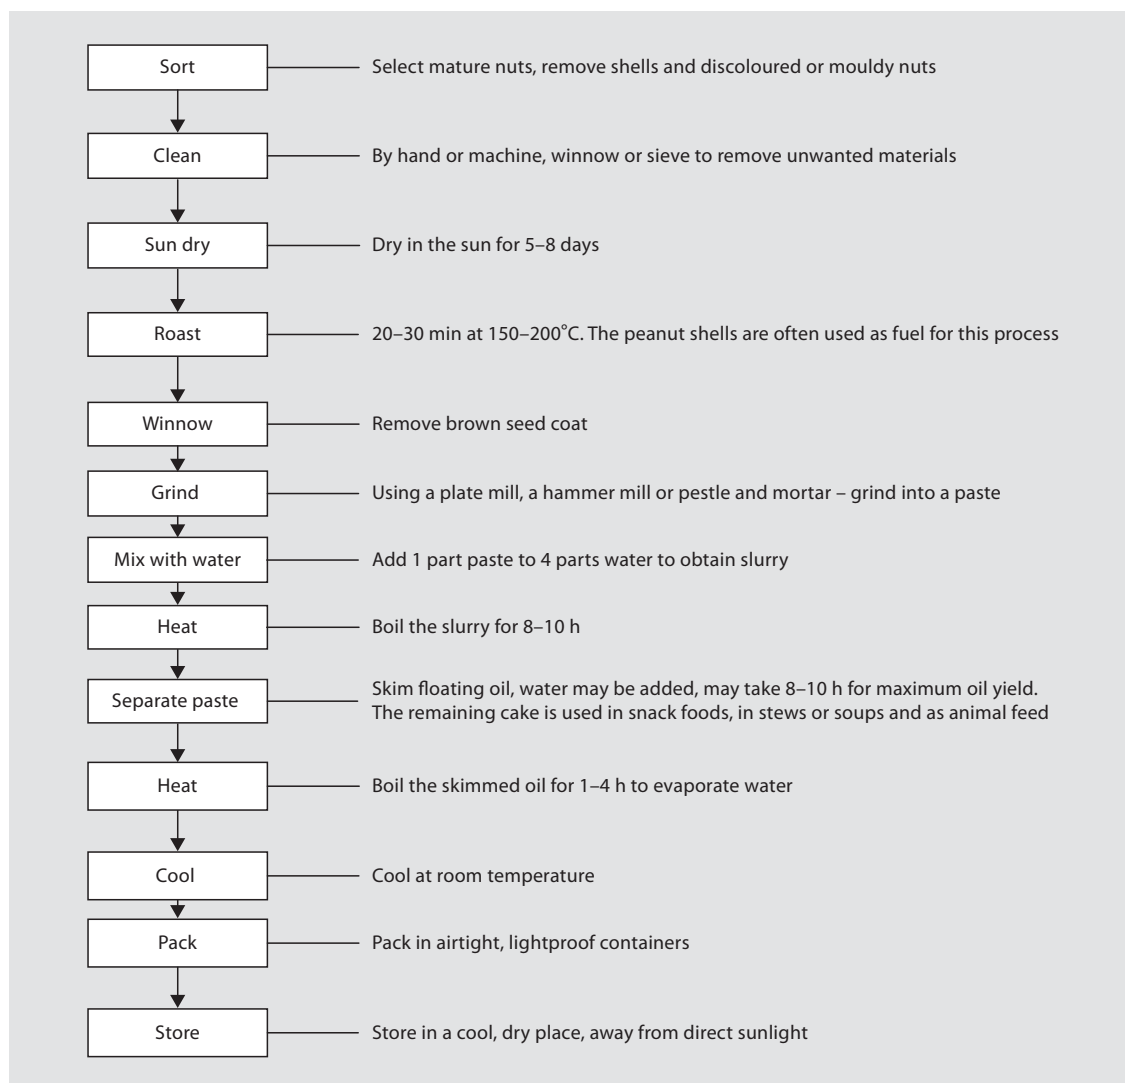 Sort
Select mature nuts, remove shells and discoloured or mouldy nuts
Clean
By hand or machine, winnow or sieve to remove unwanted materials
Sun dry
Dry in the sun for 5–8 days
Roast
20–30 min at 150–200˚C. The peanut shells are often used as fuel for this process
Winnow
Remove brown seed coat
Grind
Using a plate mill, a hammer mill or pestle and mortar – grind into a paste
Mix with water
Add 1 part paste to 4 parts water to obtain slurry
Heat
Boil the slurry for 8–10 h
Separate paste
Skim floating oil, water may be added, may take 8–10 h for maximum oil yield.
The remaining cake is used in snack foods, in stews or soups and as animal feed
Heat
Boil the skimmed oil for 1–4 h to evaporate water
Cool
Cool at room temperature
Pack
Pack in airtight, lightproof containers
Store
Store in a cool, dry place, away from direct sunlight